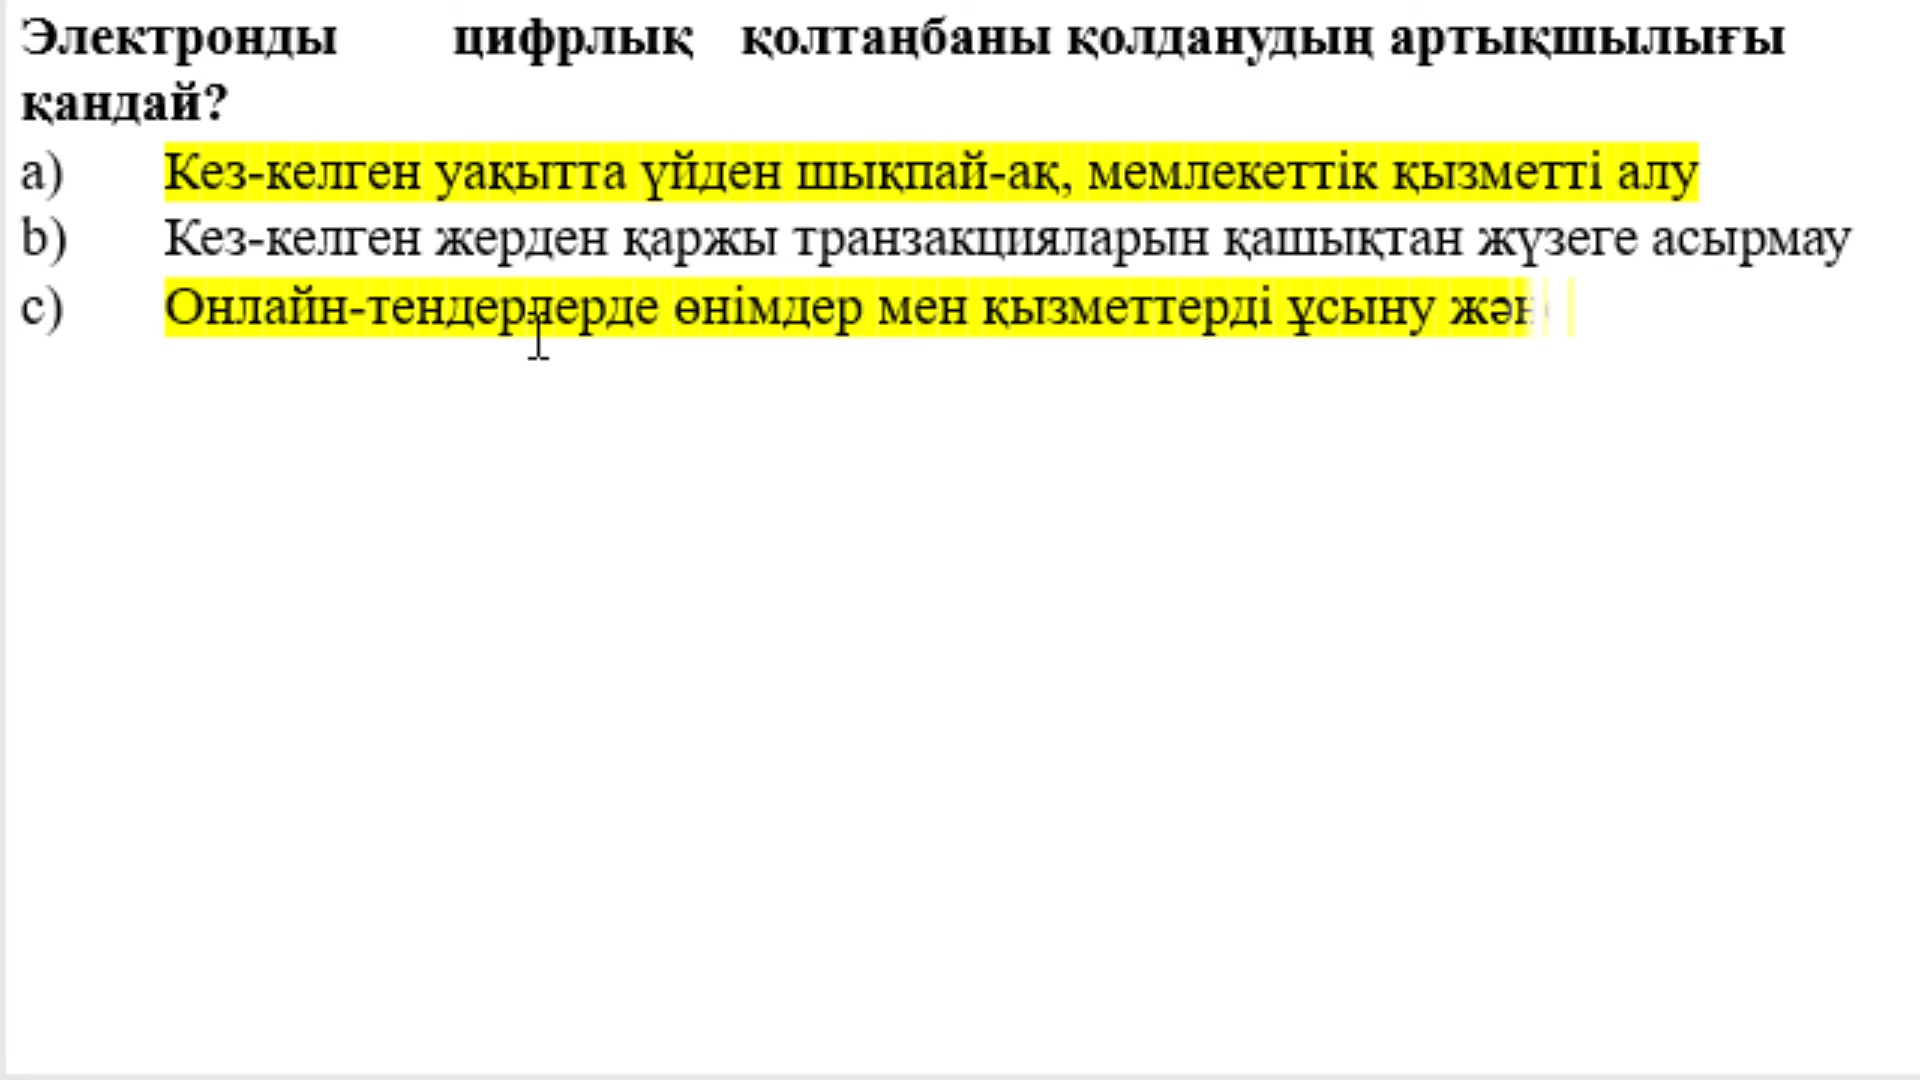 Электронды цифрлық қолтаңбаны қолданудың артықшылығы
қандай?
a) Кез-келген уақытта үйден шықпай-ақ, мемлекеттік қызметті алу
b) Кез-келген жерден қаржы транзакцияларын қашықтан жүзеге асырмау
c) Онлайн-тендерлерде өнімдер мен қызметтерді ұсыну